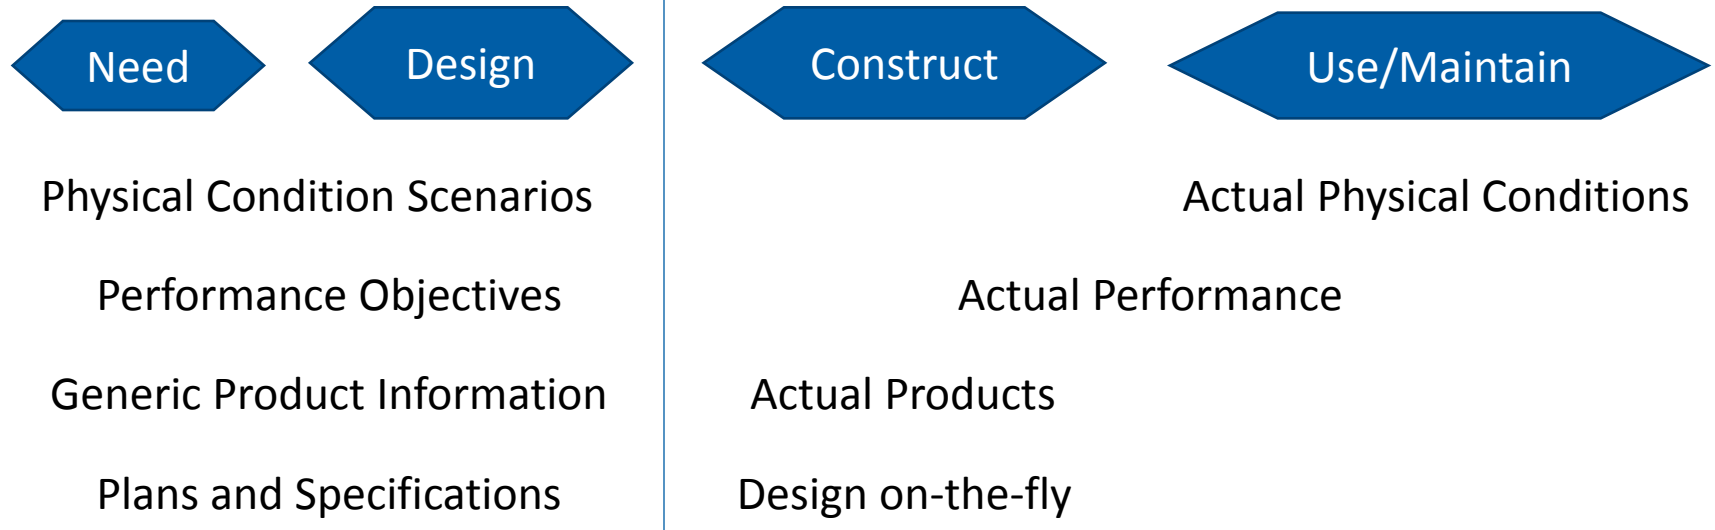 Need Design Construct Use/Maintain
Physical Condition Scenarios Actual Physical Conditions
Performance Objectives Actual Performance
Generic Product Information Actual Products
Plans and Specifications Design on-the-fly